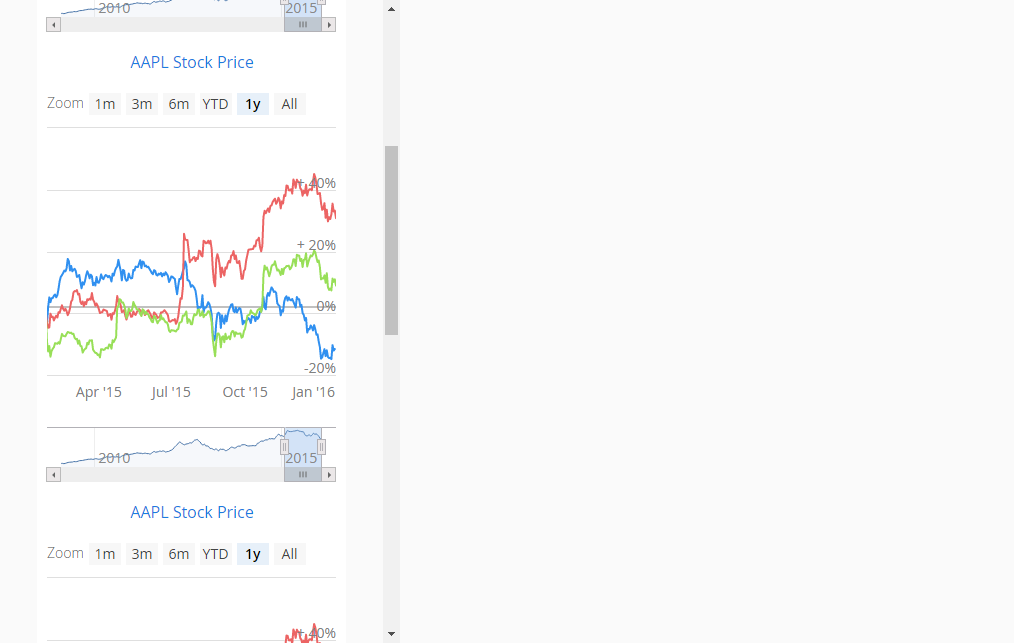 2010 2015
AAPL Stock Price
Zoom 1m 3m 6m YTD 1y All
+ 40%
+ 20%
0%
-20%
Apr '15 Jul '15 Oct '15 Jan '16
2010 2015
AAPL Stock Price
Zoom 1m 3m 6m YTD 1y All
+ 40%